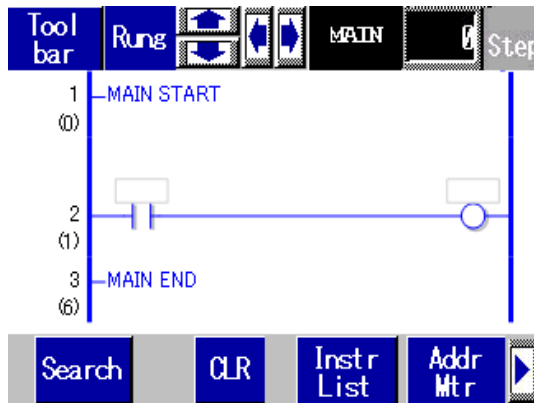 Tool bar
Rung
MAIN
0
Step
1
MAIN START
(0)
2
(1)
3
MAIN END
(6)
Search
CLR
Instr List
Addr Mtr